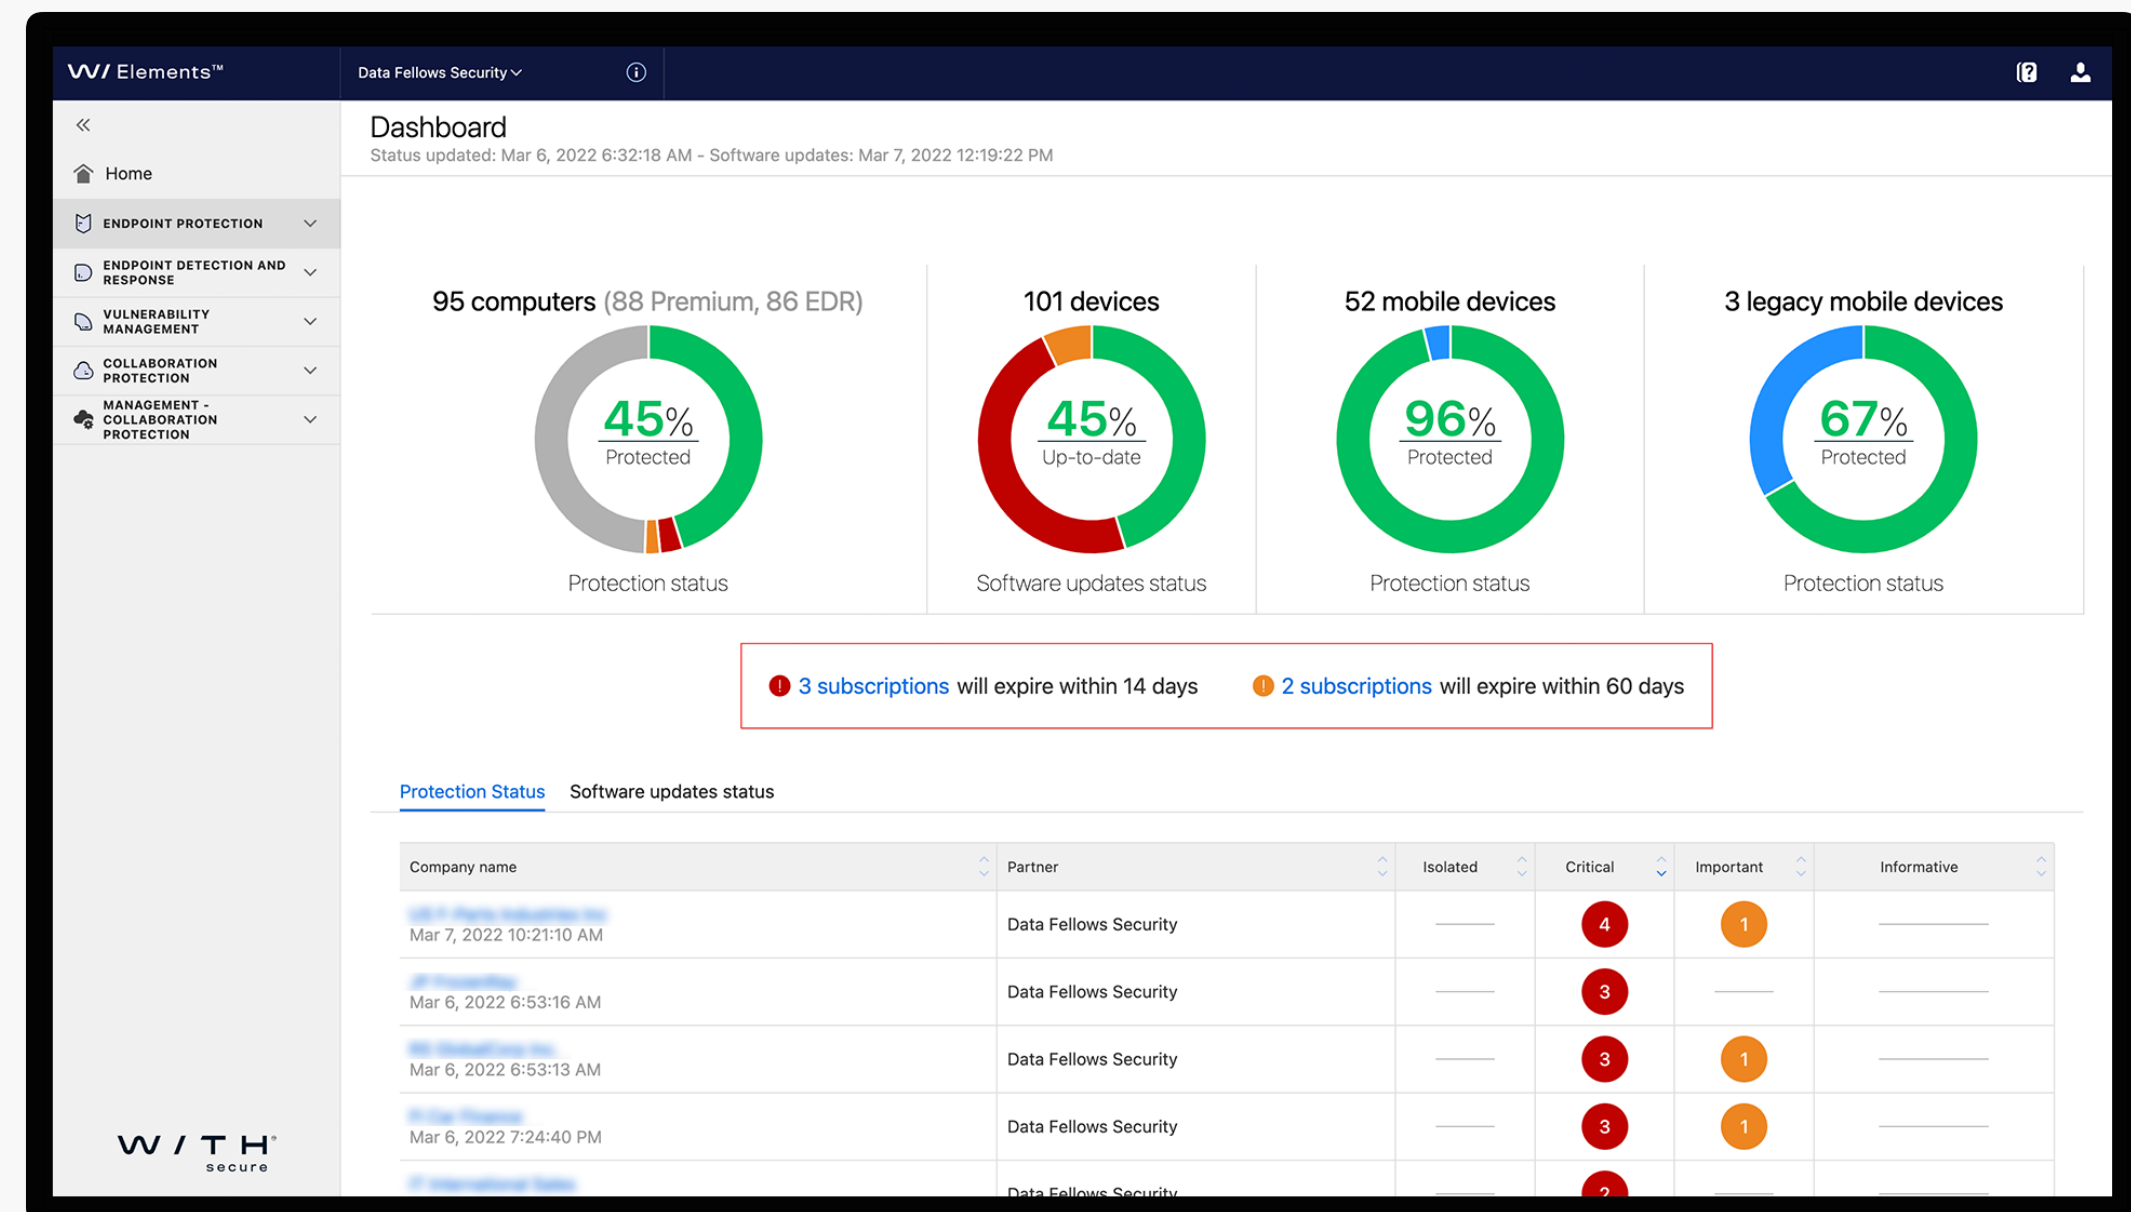 W/ Elements™
Data Fellows Security
Dashboard
Status updated: Mar 6, 2022 6:32:18 AM - Software updates: Mar 7, 2022 12:19:22 PM
Home
ENDPOINT PROTECTION
ENDPOINT DETECTION AND
RESPONSE
VULNERABILITY
MANAGEMENT
COLLABORATION
PROTECTION
MANAGEMENT -
COLLABORATION
PROTECTION
W / T H®
secure
95 computers (88 Premium, 86 EDR)
45%
Protected
Protection status
101 devices
45%
Up-to-date
Software updates status
52 mobile devices
96%
Protected
Protection status
3 legacy mobile devices
67%
Protected
Protection status
3 subscriptions will expire within 14 days
2 subscriptions will expire within 60 days
Protection Status Software updates status
Company name Partner Isolated Critical Important Informative
Mar 7, 2022 10:21:10 AM Data Fellows Security 4 1
Mar 6, 2022 6:53:16 AM Data Fellows Security 3
Mar 6, 2022 6:53:13 AM Data Fellows Security 3 1
Mar 6, 2022 7:24:40 PM Data Fellows Security 3 1
Data Fellows Security 2